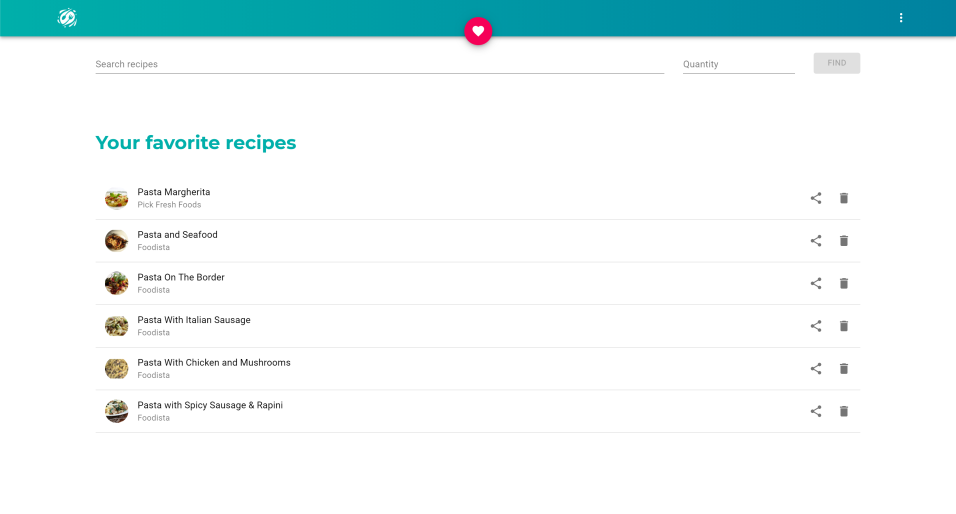 Search recipes
Quantity
FIND
Your favorite recipes
Pasta Margherita
Pick Fresh Foods
Pasta and Seafood
Foodista
Pasta On The Border
Foodista
Pasta With Italian Sausage
Foodista
Pasta With Chicken and Mushrooms
Foodista
Pasta with Spicy Sausage & Rapini
Foodista